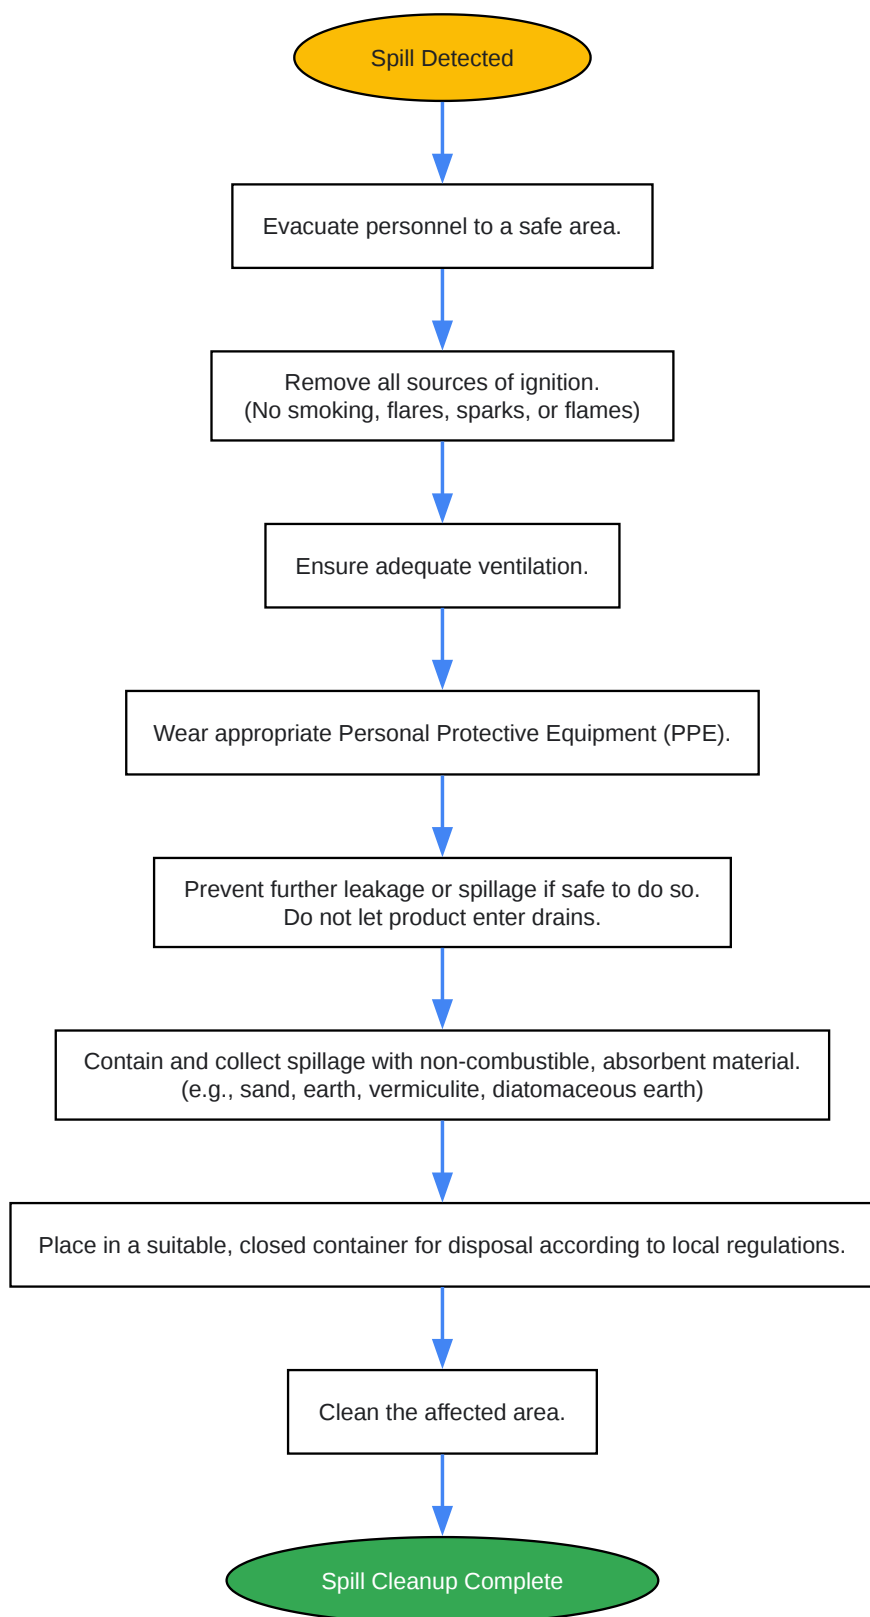 Spill Detected
Evacuate personnel to a safe area.
Remove all sources of ignition.
(No smoking, flares, sparks, or flames)
Ensure adequate ventilation.
Wear appropriate Personal Protective Equipment (PPE).
Prevent further leakage or spillage if safe to do so.
Do not let product enter drains.
Contain and collect spillage with non-combustible, absorbent material.
(e.g., sand, earth, vermiculite, diatomaceous earth)
Place in a suitable, closed container for disposal according to local regulations.
Clean the affected area.
Spill Cleanup Complete